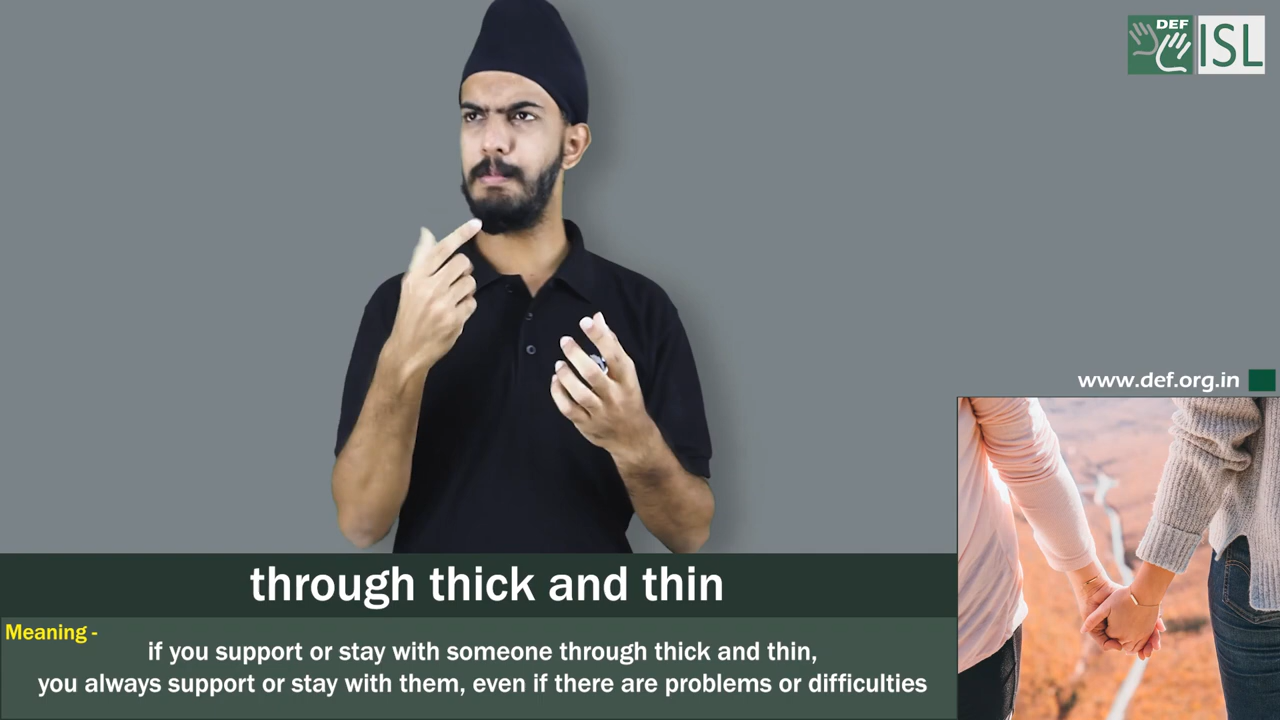 DEF
ISL
www.def.org.in
through thick and thin
Meaning -
if you support or stay with someone through thick and thin,
you always support or stay with them, even if there are problems or difficulties